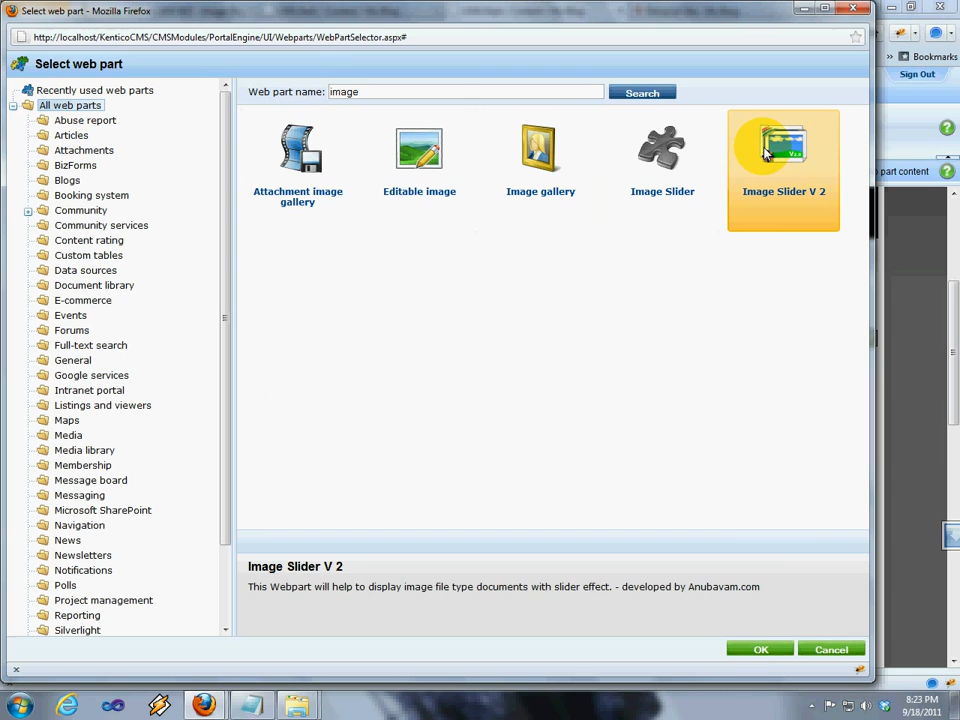 Select web part - Mozilla Firefox
http://localhost/KenticoCMS/CMSModules/PortalEngine/UI/Webparts/WebPartSelector.aspx#
Bookmarks
Sign Out
Select web part
part content
Recently used web parts
All web parts
Abuse report
Articles
Attachments
BizForms
Blogs
Booking system
Community
Community services
Content rating
Custom tables
Data sources
Document library
E-commerce
Events
Forums
Full-text search
General
Google services
Intranet portal
Listings and viewers
Maps
Media
Media library
Membership
Message board
Messaging
Microsoft SharePoint
Navigation
News
Newsletters
Notifications
Polls
Project management
Reporting
Silverlight
Web part name: image Search
Attachment image gallery
Editable image
Image gallery
Image Slider
V2.0
Image Slider V 2
Image Slider V 2
This Webpart will help to display image file type documents with slider effect. - developed by Anubavam.com
OK Cancel
8:23 PM
9/18/2011